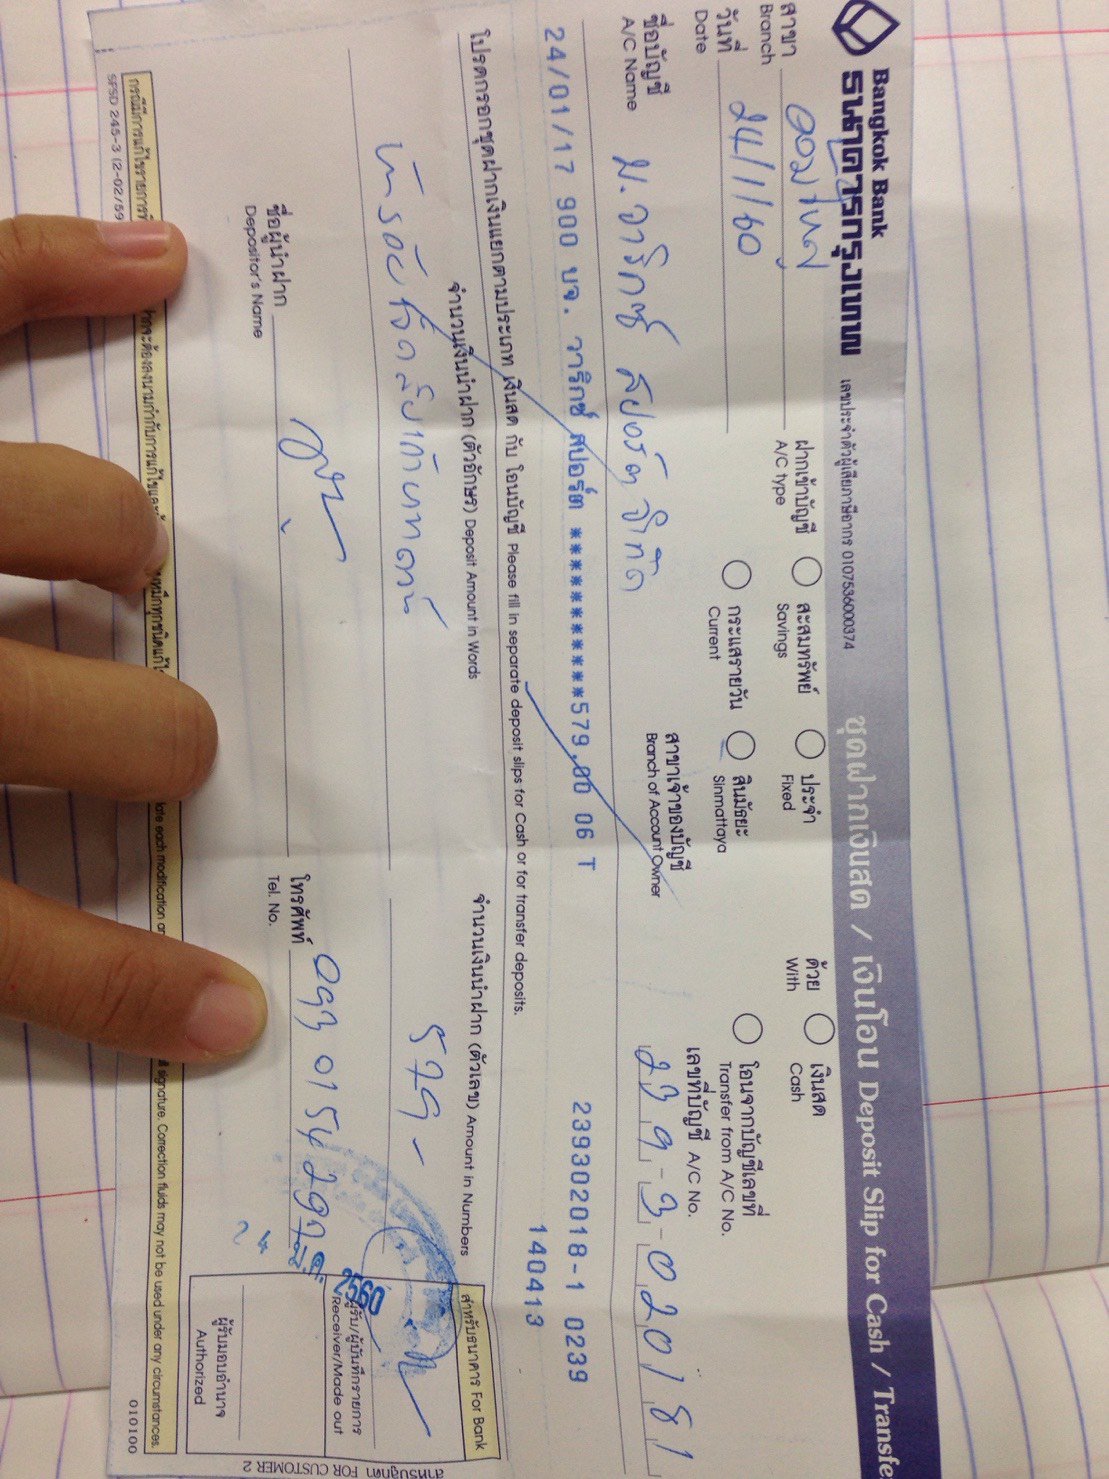 Bangkok Bank
ธนาคารกรุงเทพ เลขประจำตัวผู้เสียภาษีอากร 0107536000374 ชุดฝากเงินสด / เงินโอน Deposit Slip for Cash / Transfe
สาขา
Branch
ฝากเข้าบัญชี
A/C type
สะสมทรัพย์
Savings
ประจำ
Fixed
ด้วย
With
เงินสด
Cash
วันที่ 24/1/60
Date
กระแสรายวัน
Current
สินมัธยะ
Sinmattaya
โอนจากบัญชีเลขที่
Transfer from A/C No.
ชื่อบัญชี บ.วาริกซ์ สปอร์ต จำกัด
A/C Name
สาขาเจ้าของบัญชี
Branch of Account Owner
เลขที่บัญชี A/C No.
239-3-02018 1
24/01/17 900 บจ. วาริกซ์ สปอร์ต ************579.00 06 T 239302018-1 0239
140413
โปรดกรอกชุดฝากเงินแยกตามประเภท เงินสด กับ โอนบัญชี Please fill in separate deposit slips for Cash or for transfer deposits.
จำนวนเงินนำฝาก (ตัวอักษร) Deposit Amount in Words
จำนวนเงินนำฝาก (ตัวเลข) Amount in Numbers
สำหรับธนาคาร For Bank
ห้าร้อยเจ็ดสิบเก้าบาทถ้วน
579 -
ผู้รับ/ผู้บันทึกรายการ
Receiver/Made out
2560
ชื่อผู้นำฝาก
Depositor's Name
โทรศัพท์ 093 0154 297
Tel. No.
24 ม.ค.
ผู้รับมอบอำนาจ
Authorized
กรณีมีการแก้ไขรายการ
signature. Correction fluids may not be used under any circumstances.
SFSD 245-3 (2-02/59
010100
สำหรับลูกค้า FOR CUSTOMER 2